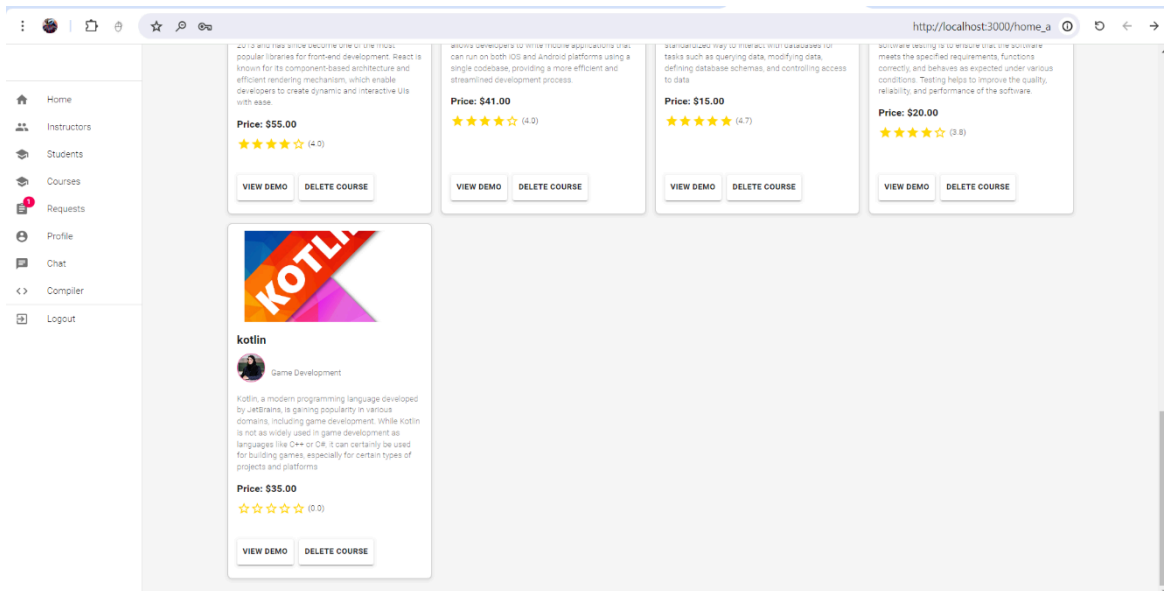 http://localhost:3000/home_a
Home
Instructors
Students
Courses
Requests
1
Profile
Chat
Compiler
Logout
2013 and has since become one of the most
popular libraries for front-end development. React is
known for its component-based architecture and
efficient rendering mechanism, which enable
developers to create dynamic and interactive UIs
with ease.
Price: $55.00
(4.0)
VIEW DEMO DELETE COURSE
allows developers to write mobile applications that
can run on both iOS and Android platforms using a
single codebase, providing a more efficient and
streamlined development process.
Price: $41.00
VIEW DEMO DELETE COURSE
standardized way to interact with databases for
tasks such as querying data, modifying data,
defining database schemas, and controlling access
to data
Price: $15.00
(4.7)
VIEW DEMO DELETE COURSE
software testing is to ensure that the software
meets the specified requirements, functions
correctly, and behaves as expected under various
conditions. Testing helps to improve the quality,
reliability, and performance of the software.
Price: $20.00
(3.8)
VIEW DEMO DELETE COURSE
KOTLIN
kotlin
Game Development
Kotlin, a modern programming language developed
by JetBrains, is gaining popularity in various
domains, including game development. While Kotlin
is not as widely used in game development as
languages like C++ or C#, it can certainly be used
for building games, especially for certain types of
projects and platforms
Price: $35.00
(0.0)
VIEW DEMO DELETE COURSE